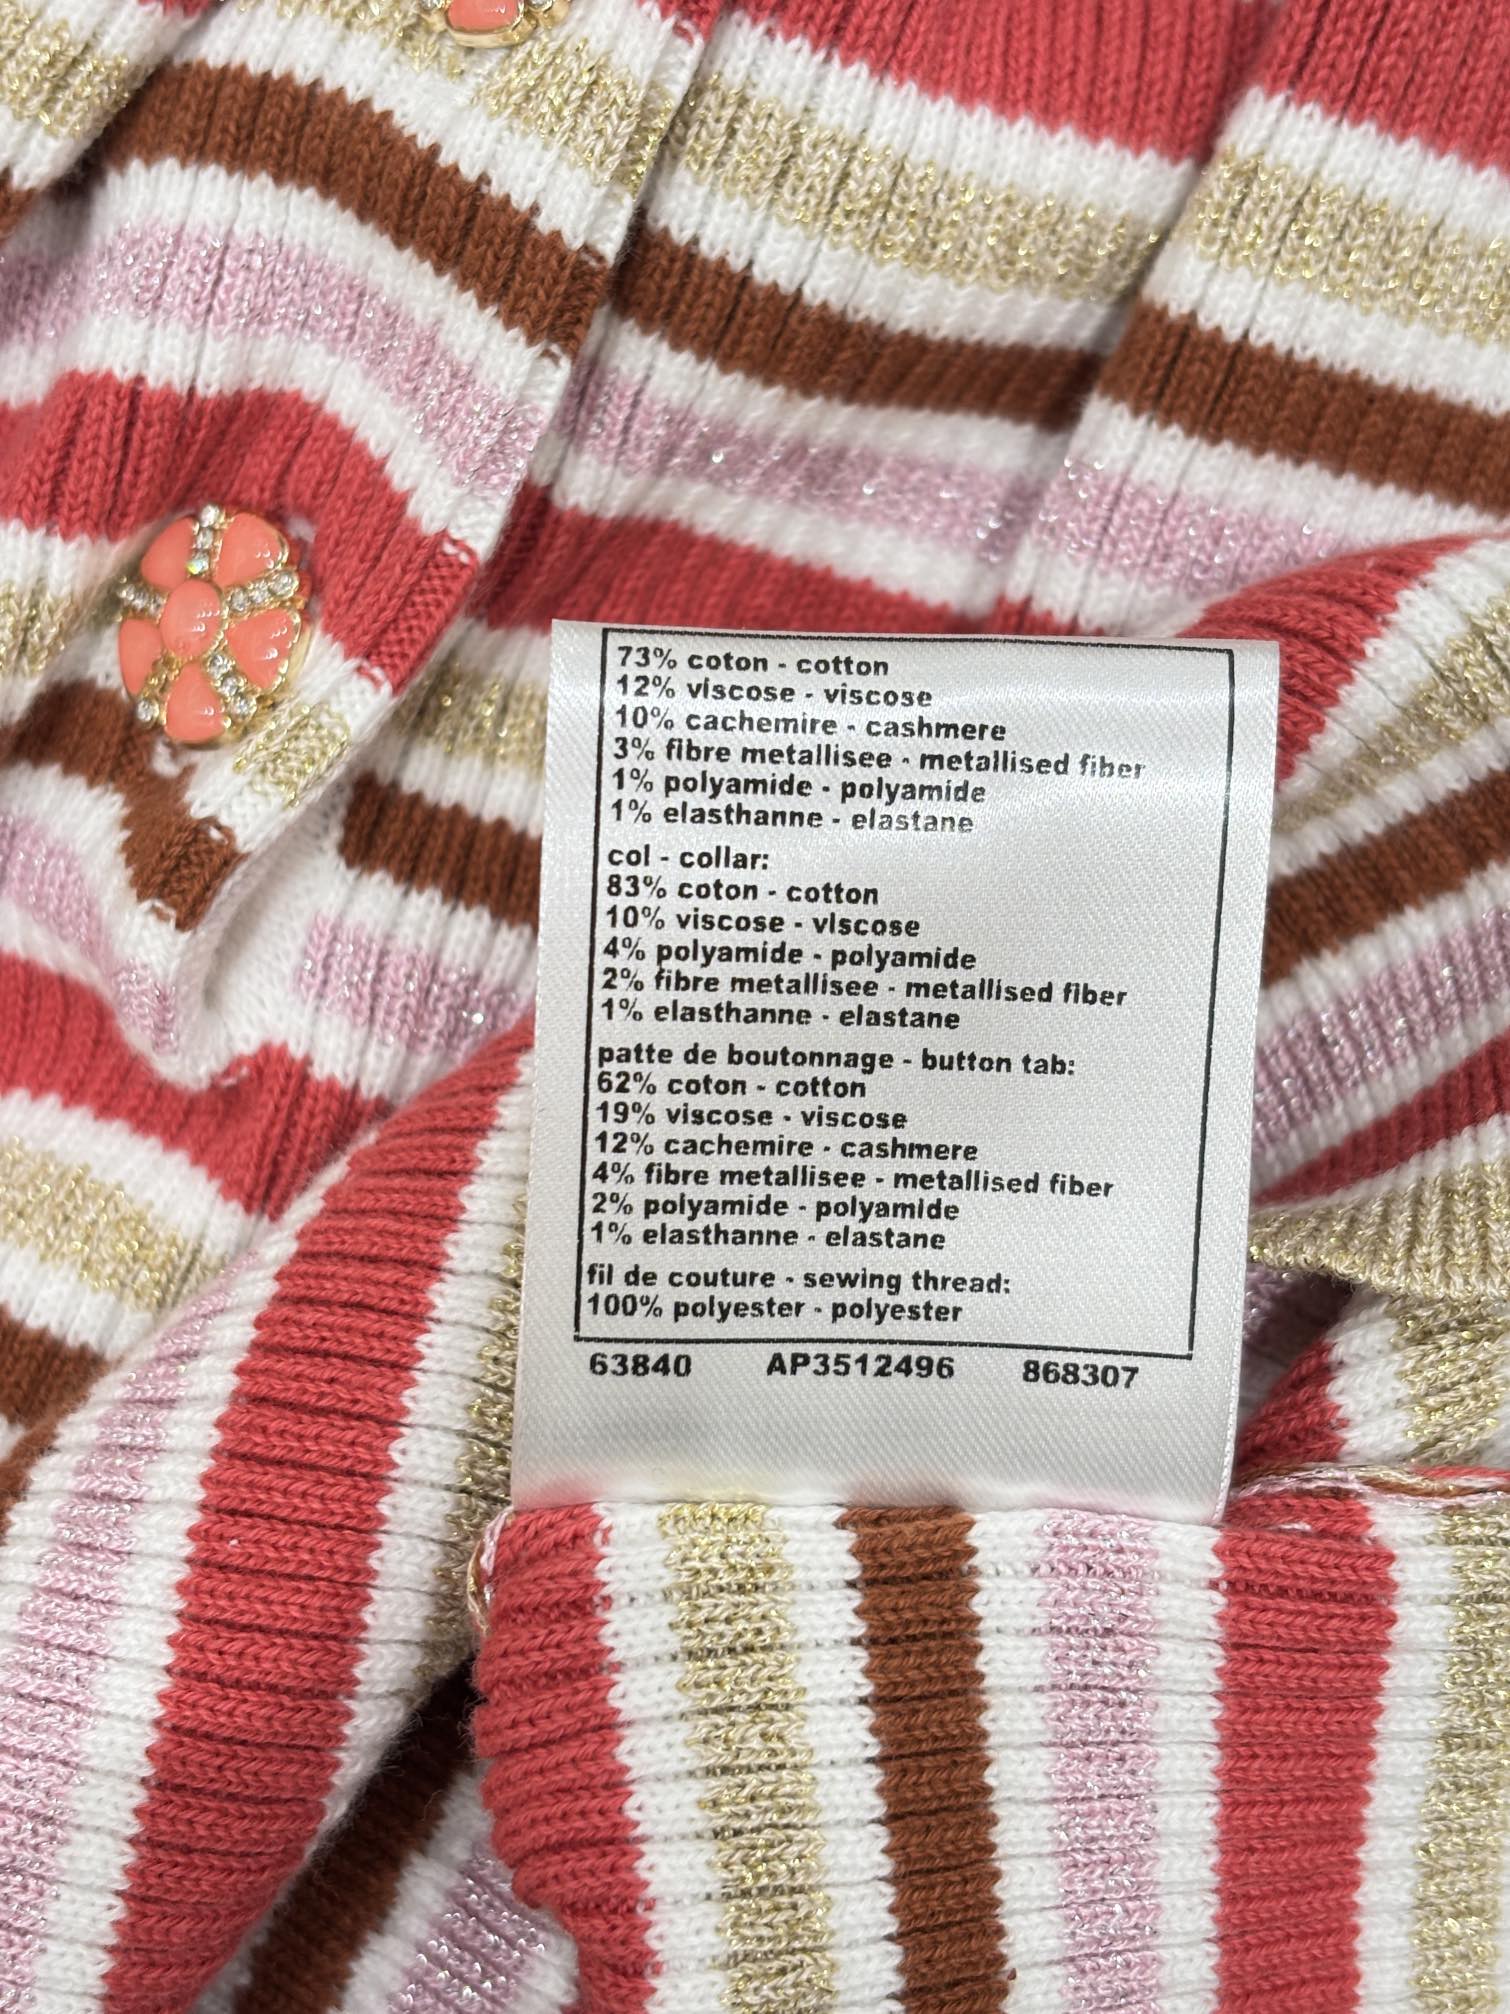 73% coton - cotton
12% viscose - viscose
10% cachemire - cashmere
3% fibre metallisee - metallised fiber
1% polyamide - polyamide
1% elasthanne - elastane
col - collar:
83% coton - cotton
10% viscose - viscose
4% polyamide - polyamide
2% fibre metallisee - metallised fiber
1% elasthanne - elastane
patte de boutonnage - button tab:
62% coton - cotton
19% viscose - viscose
12% cachemire - cashmere
4% fibre metallisee - metallised fiber
2% polyamide - polyamide
1% elasthanne - elastane
fil de couture - sewing thread:
100% polyester - polyester
63840 AP3512496 868307